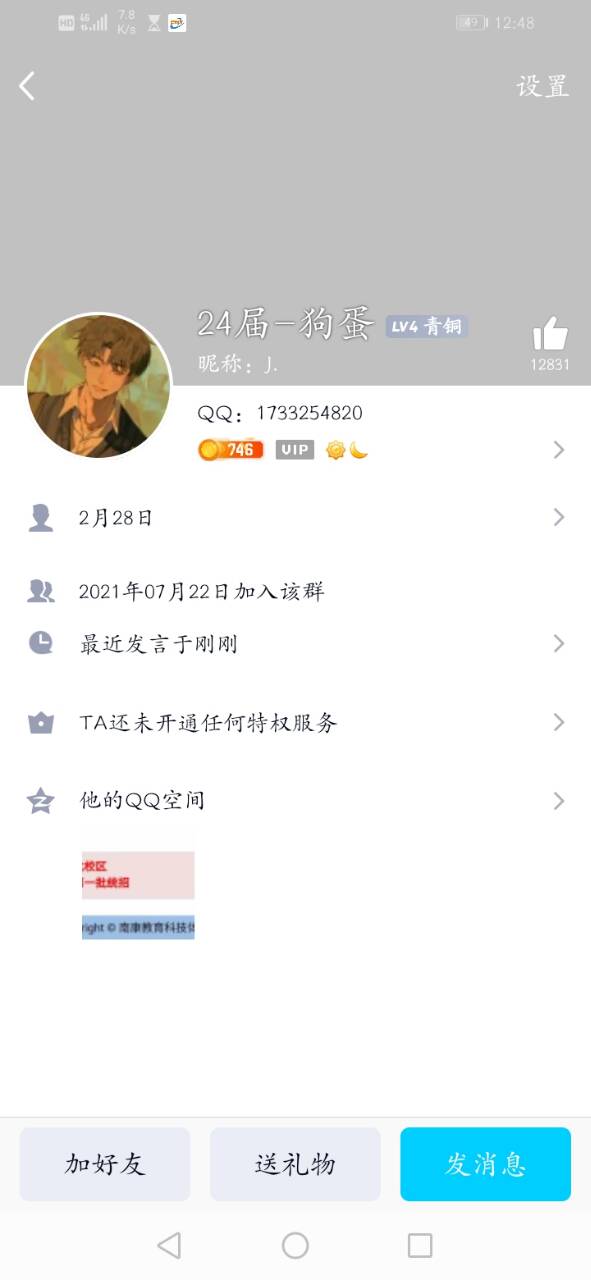 HD 4G 7.8 K/s 49 12:48
设置
24届-狗蛋 LV4 青铜
昵称：J.
12831
QQ：1733254820
746 VIP
2月28日
2021年07月22日加入该群
最近发言于刚刚
TA还未开通任何特权服务
他的QQ空间
校区
一批统招
right © 南康教育科技
加好友 送礼物 发消息